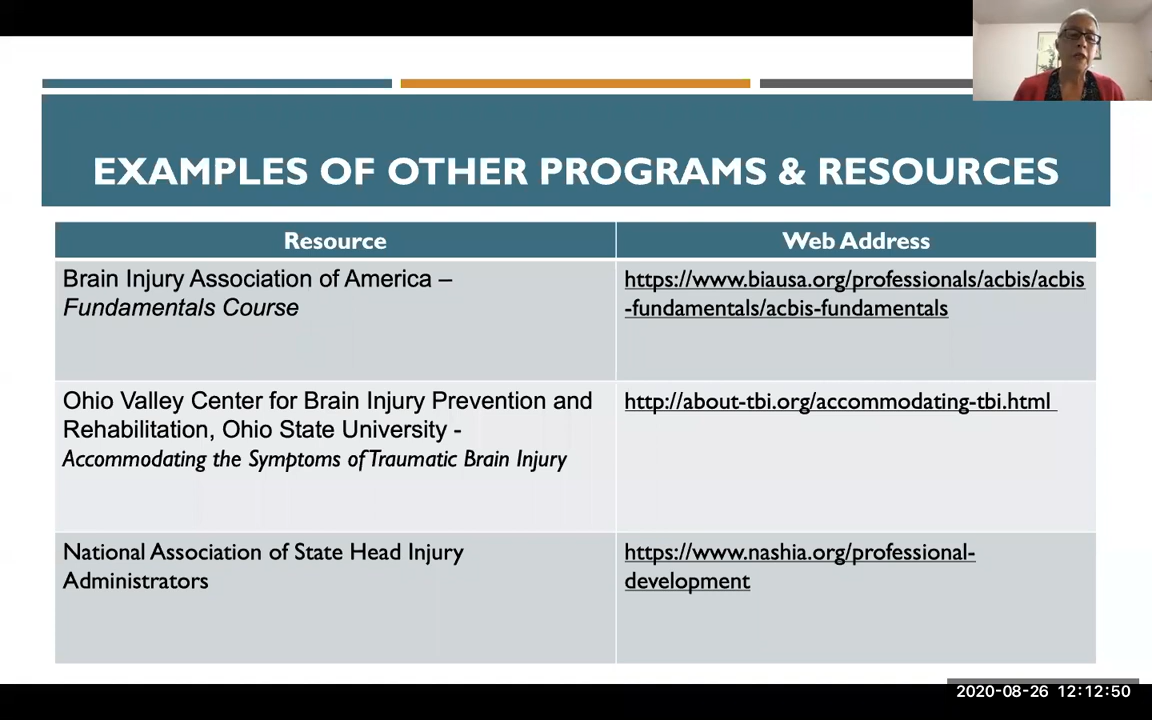 EXAMPLES OF OTHER PROGRAMS & RESOURCES
Resource
Web Address
Brain Injury Association of America –
Fundamentals Course
https://www.biausa.org/professionals/acbis/acbis
-fundamentals/acbis-fundamentals
Ohio Valley Center for Brain Injury Prevention and
Rehabilitation, Ohio State University -
Accommodating the Symptoms of Traumatic Brain Injury
http://about-tbi.org/accommodating-tbi.html
National Association of State Head Injury
Administrators
https://www.nashia.org/professional-
development
2020-08-26 12:12:50